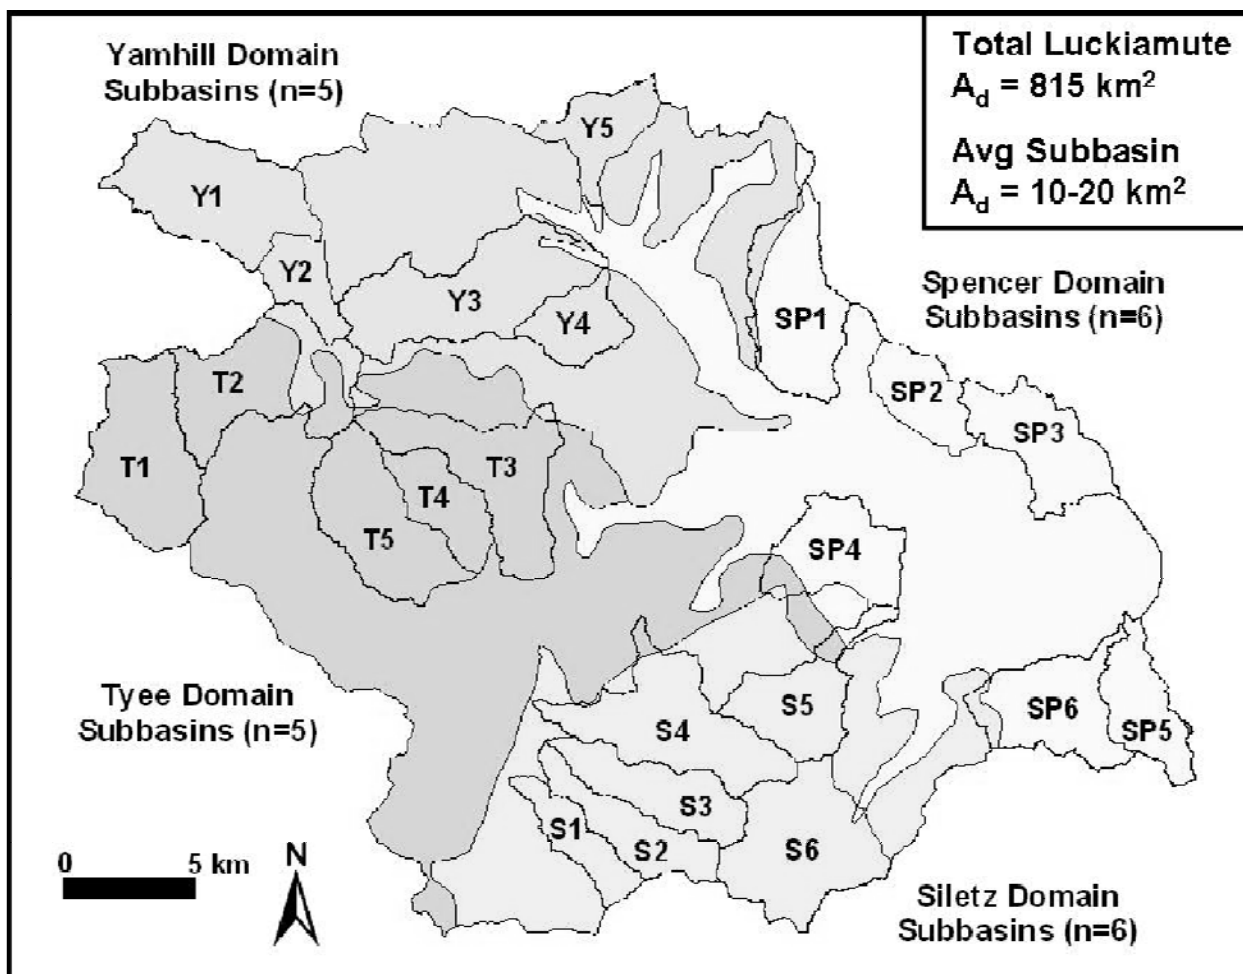 Yamhill Domain
Subbasins (n=5)
Total Luckiamute
A_d = 815 km²
Avg Subbasin
A_d = 10-20 km²
Y5
Y1
Y2
Y3
Y4
Spencer Domain
Subbasins (n=6)
SP1
SP2
SP3
T2
T1
T3
T4
T5
SP4
Tyee Domain
Subbasins (n=5)
S5
S4
SP6
SP5
S3
S1
S2
S6
0 5 km
N
Siletz Domain
Subbasins (n=6)